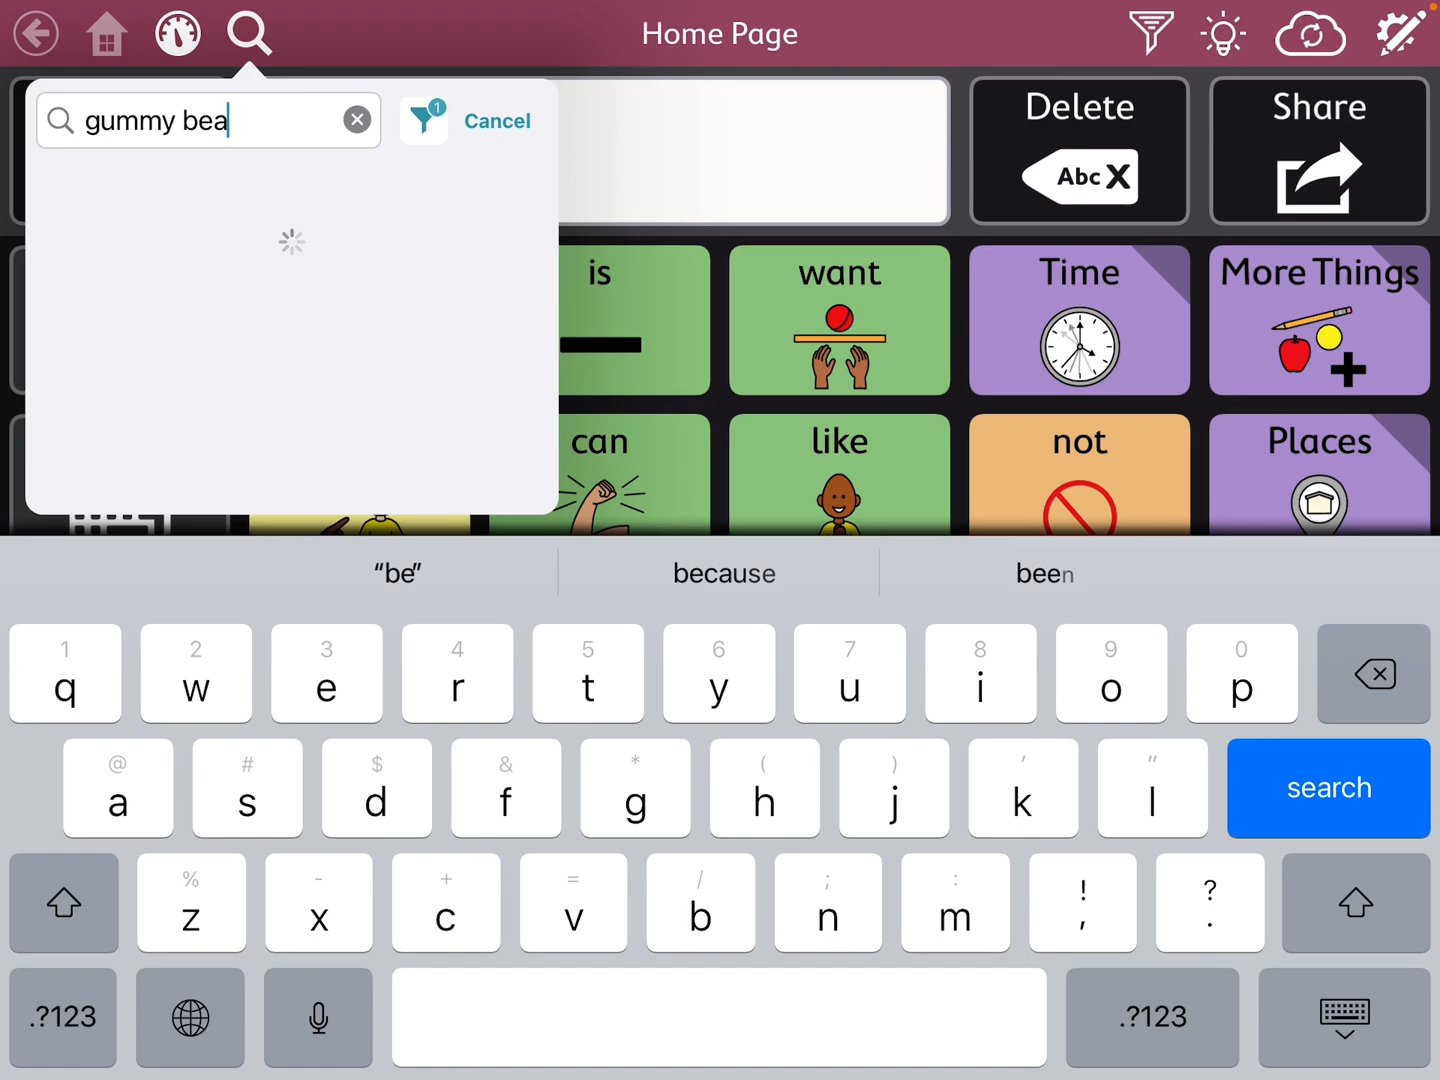 Home Page
gummy bea
1
Cancel
Delete
Abc X
Share
is
want
Time
More Things
can
like
not
Places
“be”
because
been
1 2 3 4 5 6 7 8 9 0
q w e r t y u i o p
@ # $ & * ( ) ' "
a s d f g h j k l
search
% - + = / ; : ! ?
z x c v b n m , .
.?123
.?123